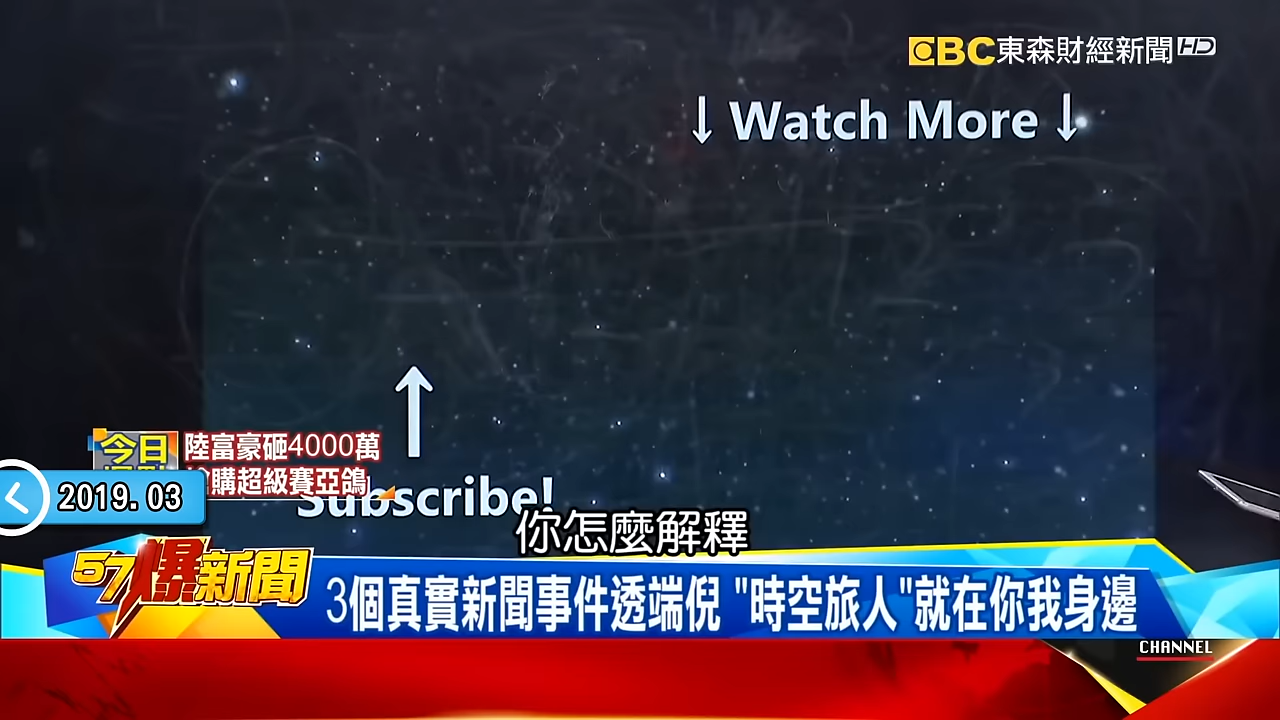 EBC東森財經新聞HD
↓ Watch More ↓
今日
陸富豪砸4000萬
購超級賽亞鴿
2019.03
Subscribe!
你怎麼解釋
57爆新聞
3個真實新聞事件透端倪 "時空旅人"就在你我身邊
CHANNEL